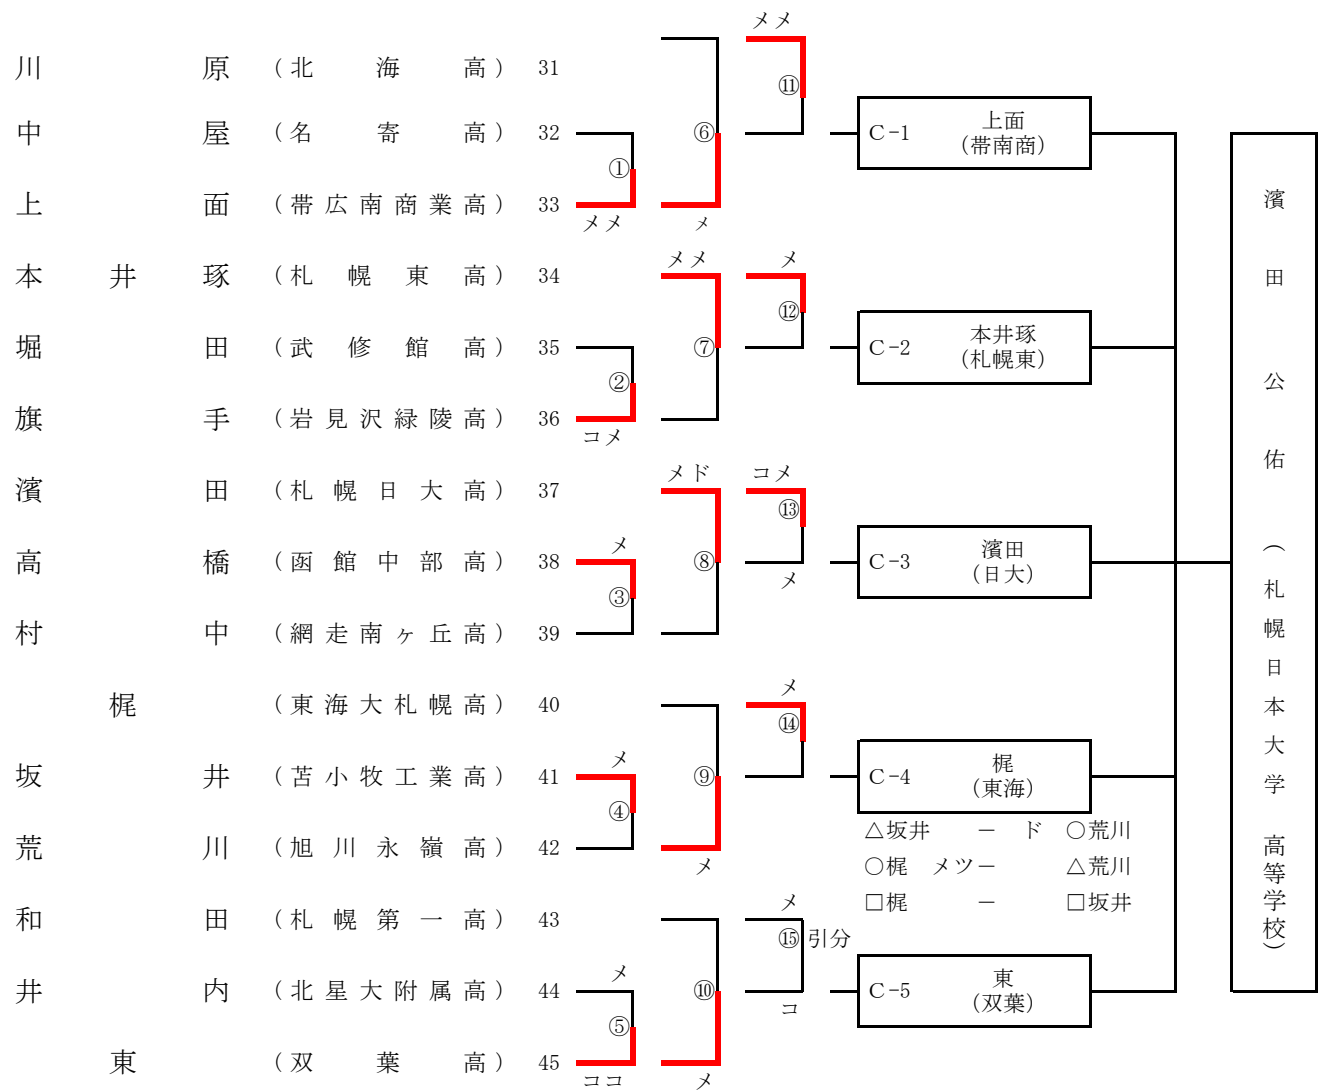 メメ
川原 (北海高) 31
⑪
中屋 (名寄高) 32
⑥
C-1 上面
(帯南商)
①
上面 (帯広南商業高) 33
メメ メ
メメ メ
本井琢 (札幌東高) 34
⑫
堀田 (武修館高) 35
⑦
C-2 本井琢
(札幌東)
②
旗手 (岩見沢緑陵高) 36
コメ
メド コメ
濱田 (札幌日大高) 37
⑬
メ
高橋 (函館中部高) 38
⑧
C-3 濱田
(日大)
メ
③
村中 (網走南ヶ丘高) 39
メ
梶 (東海大札幌高) 40
⑭
メ
坂井 (苫小牧工業高) 41
⑨
C-4 梶
(東海)
④
△坂井 － ド ○荒川
荒川 (旭川永嶺高) 42
メ
○梶 メツ－ △荒川
□梶 － □坂井
メ
和田 (札幌第一高) 43
⑮ 引分
メ
井内 (北星大附属高) 44
⑩
コ
C-5 東
(双葉)
⑤
東 (双葉高) 45
ココ メ
濱田公佑 (札幌日本大学高等学校)